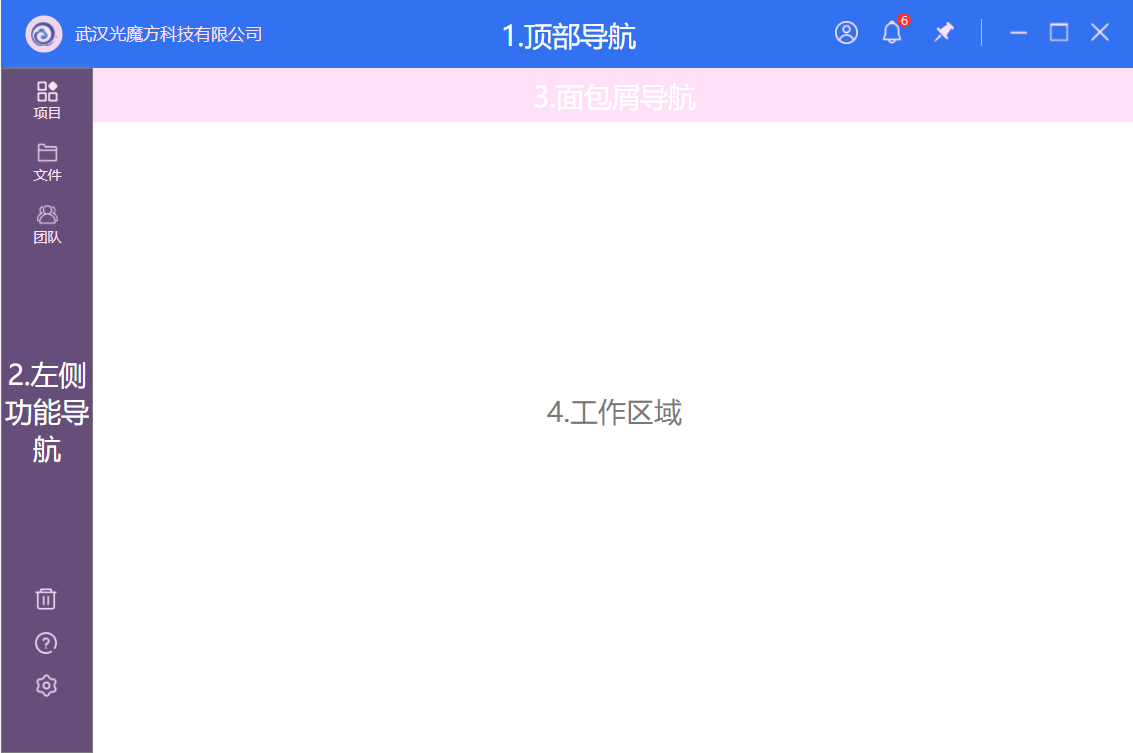 武汉光魔方科技有限公司
1.顶部导航
6
项目
3.面包屑导航
文件
团队
2.左侧
功能导
航
4.工作区域